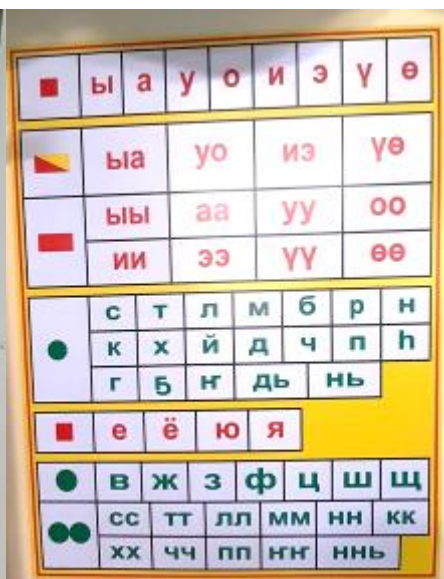 ы а у о и э ү ө
ыа уо иэ үө
ыы аа уу оо
ии ээ үү өө
с т л м б р н
к х й д ч п һ
г ҕ ҥ дь нь
е ё ю я
в ж з ф ц ш щ
сс тт лл мм нн кк
хх чч пп ҥҥ ннь